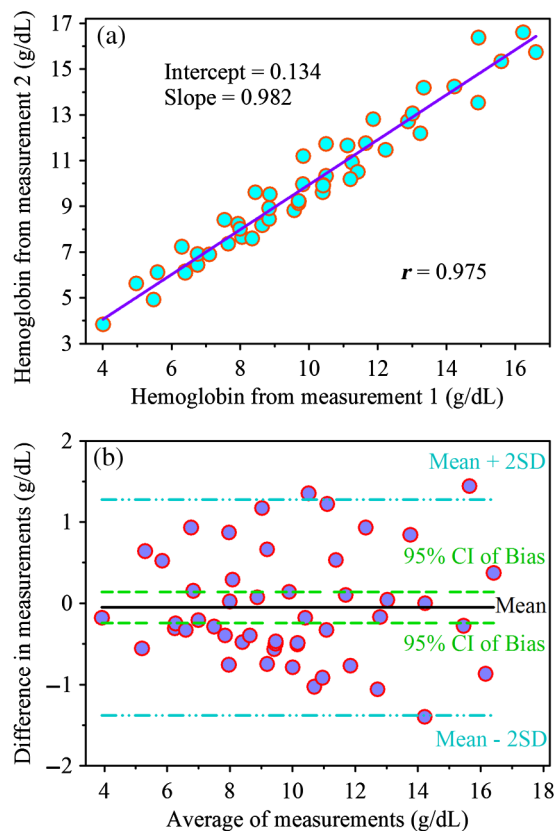 (a)
Intercept = 0.134
Slope = 0.982
r = 0.975
17
15
13
11
9
7
5
3
Hemoglobin from measurement 2 (g/dL)
4 6 8 10 12 14 16
Hemoglobin from measurement 1 (g/dL)
(b)
Mean + 2SD
95% CI of Bias
Mean
95% CI of Bias
Mean - 2SD
2
1
0
−1
−2
Difference in measurements (g/dL)
4 6 8 10 12 14 16 18
Average of measurements (g/dL)